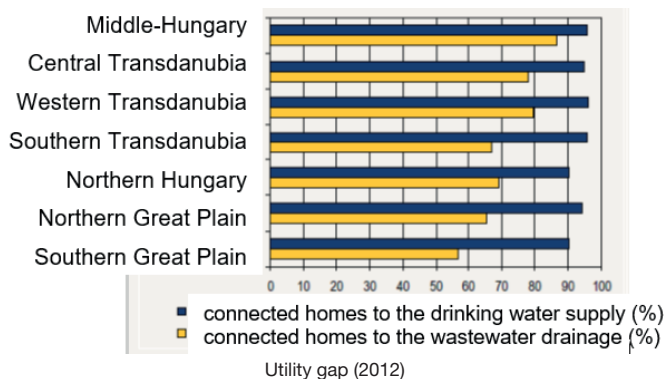 Middle-Hungary
Central Transdanubia
Western Transdanubia
Southern Transdanubia
Northern Hungary
Northern Great Plain
Southern Great Plain
0 10 20 30 40 50 60 70 80 90 100
connected homes to the drinking water supply (%)
connected homes to the wastewater drainage (%)
Utility gap (2012)